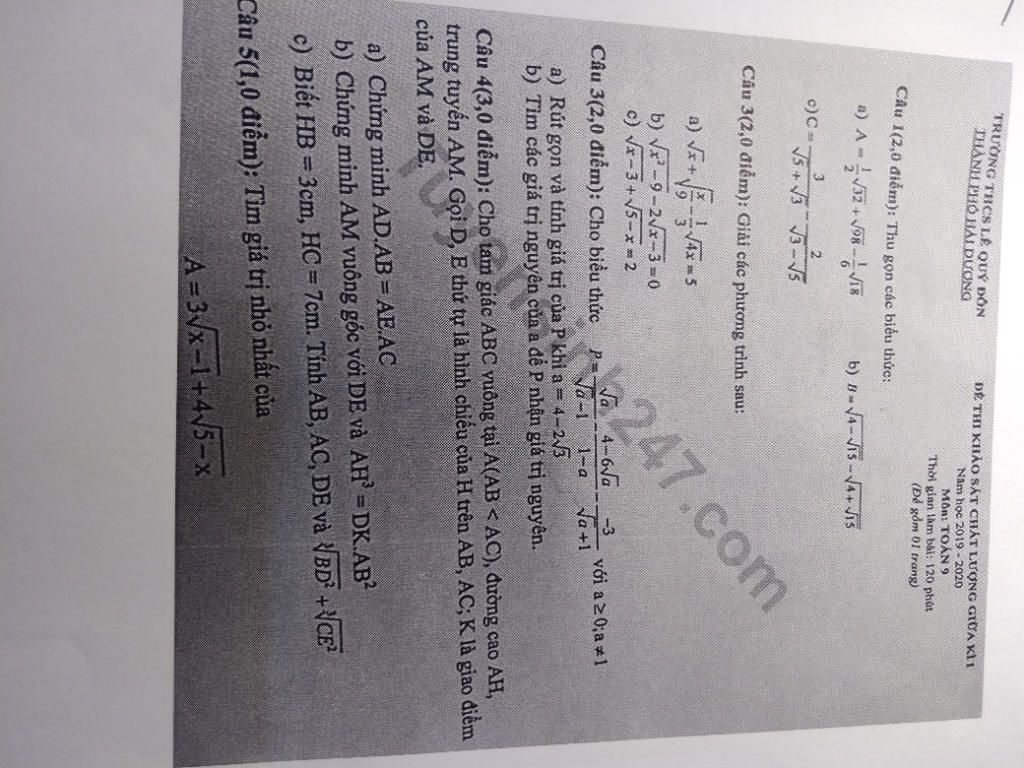 TRƯỜNG THCS LÊ QUÝ ĐÔN
THÀNH PHỐ HẢI DƯƠNG
ĐỀ THI KHẢO SÁT CHẤT LƯỢNG GIỮA KÌ 1
Năm học 2019 - 2020
Môn: TOÁN 9
Thời gian làm bài: 120 phút
(Đề gồm 01 trang)
Câu 1(2,0 điểm): Thu gọn các biểu thức:
a) A = 1/2√32 + √98 - 1/6√18 b) B = √(4 - √15) - √(4 + √15)
c) C = 3/(√5 + √3) - 2/(√3 - √5)
Câu 3(2,0 điểm): Giải các phương trình sau:
a) √x + √(x/9) - 1/3√(4x) = 5
b) √(x² - 9) - 2√(x - 3) = 0
c) √(x - 3) + √(5 - x) = 2
Câu 3(2,0 điểm): Cho biểu thức P = √a/(√a - 1) - (4 - 6√a)/(1 - a) - (-3)/(√a + 1) với a ≥ 0; a ≠ 1
a) Rút gọn và tính giá trị của P khi a = 4 - 2√3
b) Tìm các giá trị nguyên của a để P nhận giá trị nguyên.
Câu 4(3,0 điểm): Cho tam giác ABC vuông tại A(AB < AC), đường cao AH,
trung tuyến AM. Gọi D, E thứ tự là hình chiếu của H trên AB, AC; K là giao điểm
của AM và DE.
a) Chứng minh AD.AB = AE.AC
b) Chứng minh AM vuông góc với DE và AH³ = DK.AB²
c) Biết HB = 3cm, HC = 7cm. Tính AB, AC, DE và ∛(BD²) + ∛(CE²)
Câu 5(1,0 điểm): Tìm giá trị nhỏ nhất của
A = 3√(x - 1) + 4√(5 - x)
Tuyensinh247.com